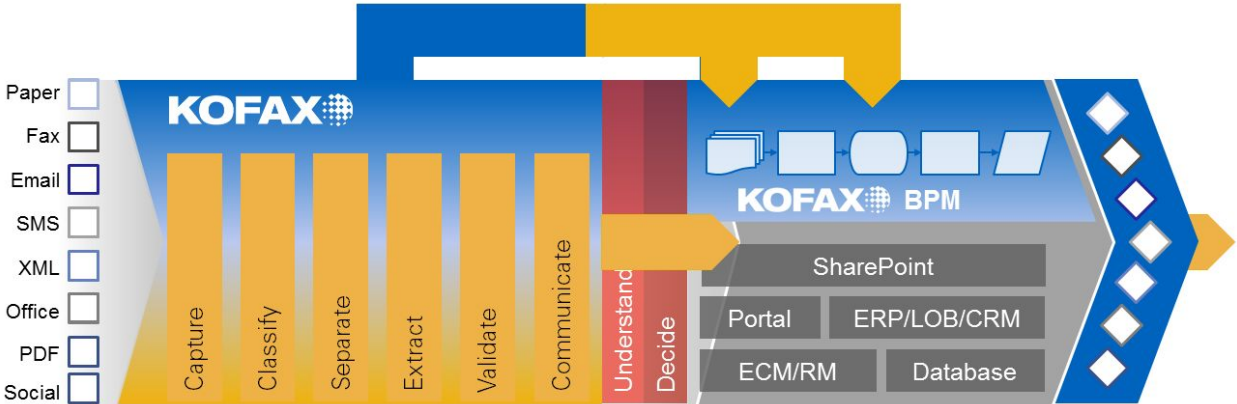 Paper
Fax
Email
SMS
XML
Office
PDF
Social
KOFAX
Capture
Classify
Separate
Extract
Validate
Communicate
Understand
Decide
KOFAX BPM
SharePoint
Portal
ERP/LOB/CRM
ECM/RM
Database